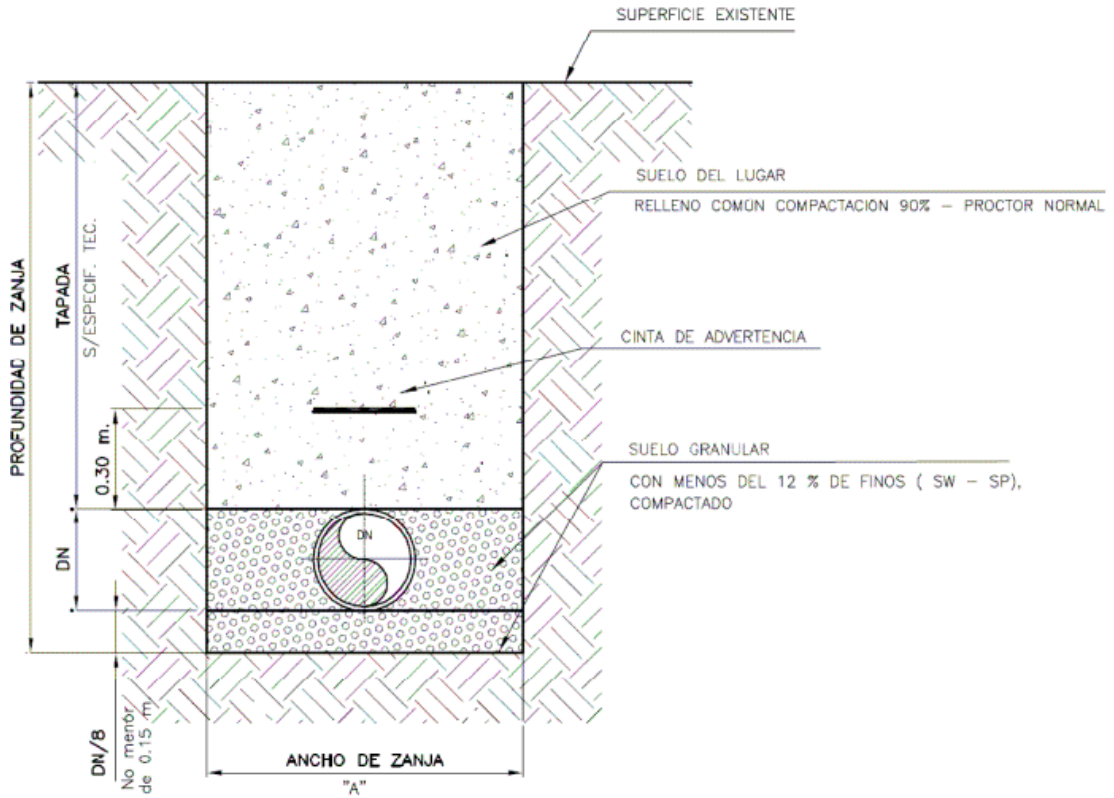 SUPERFICIE EXISTENTE
SUELO DEL LUGAR
RELLENO COMÚN COMPACTACION 90% – PROCTOR NORMAL
PROFUNDIDAD DE ZANJA
TAPADA
S/ESPECIF. TEC.
CINTA DE ADVERTENCIA
0.30 m.
SUELO GRANULAR
CON MENOS DEL 12 % DE FINOS ( SW – SP),
COMPACTADO
DN
DN
DN/8
No menor
de 0.15 m
ANCHO DE ZANJA
"A"